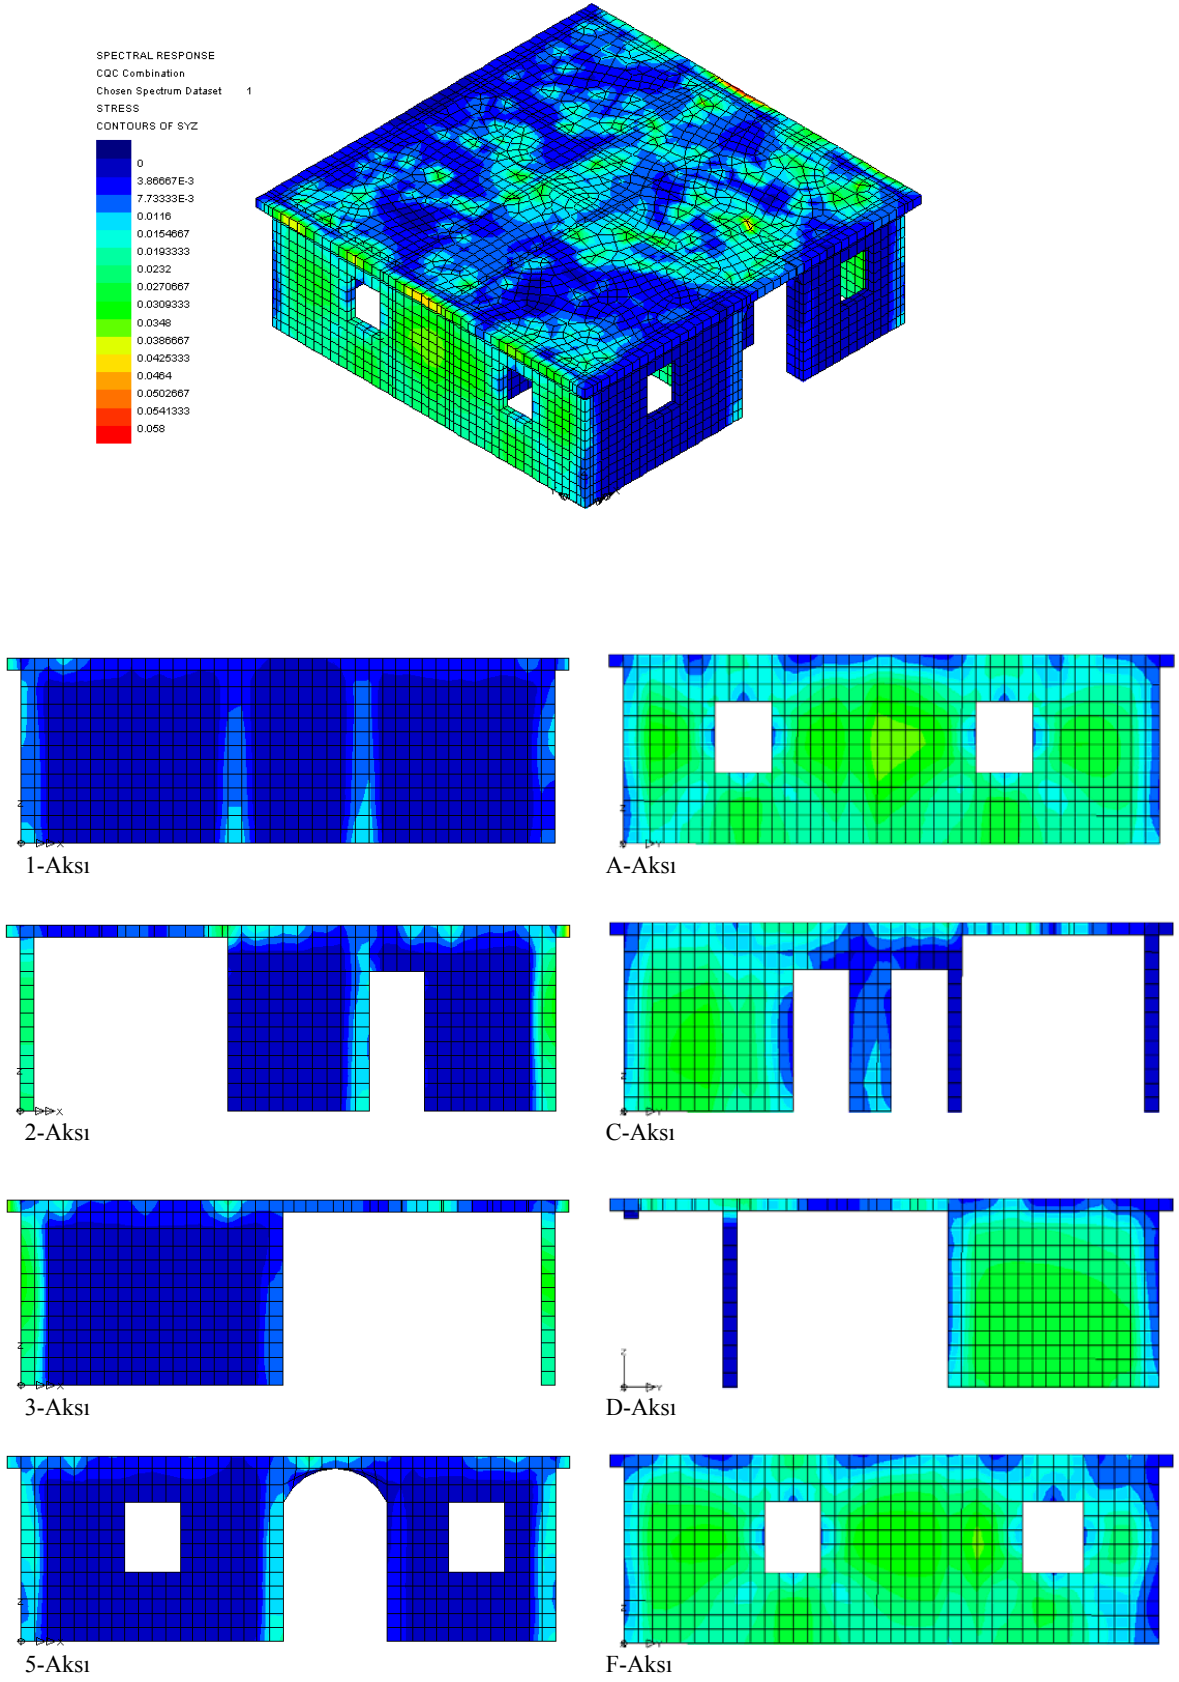 SPECTRAL RESPONSE
CQC Combination
Chosen Spectrum Dataset 1
STRESS
CONTOURS OF SYZ
0
3.86667E-3
7.73333E-3
0.0116
0.0154667
0.0193333
0.0232
0.0270667
0.0309333
0.0348
0.0386667
0.0425333
0.0464
0.0502667
0.0541333
0.058
1-Aksı
A-Aksı
2-Aksı
C-Aksı
3-Aksı
Z
Y
D-Aksı
5-Aksı
F-Aksı